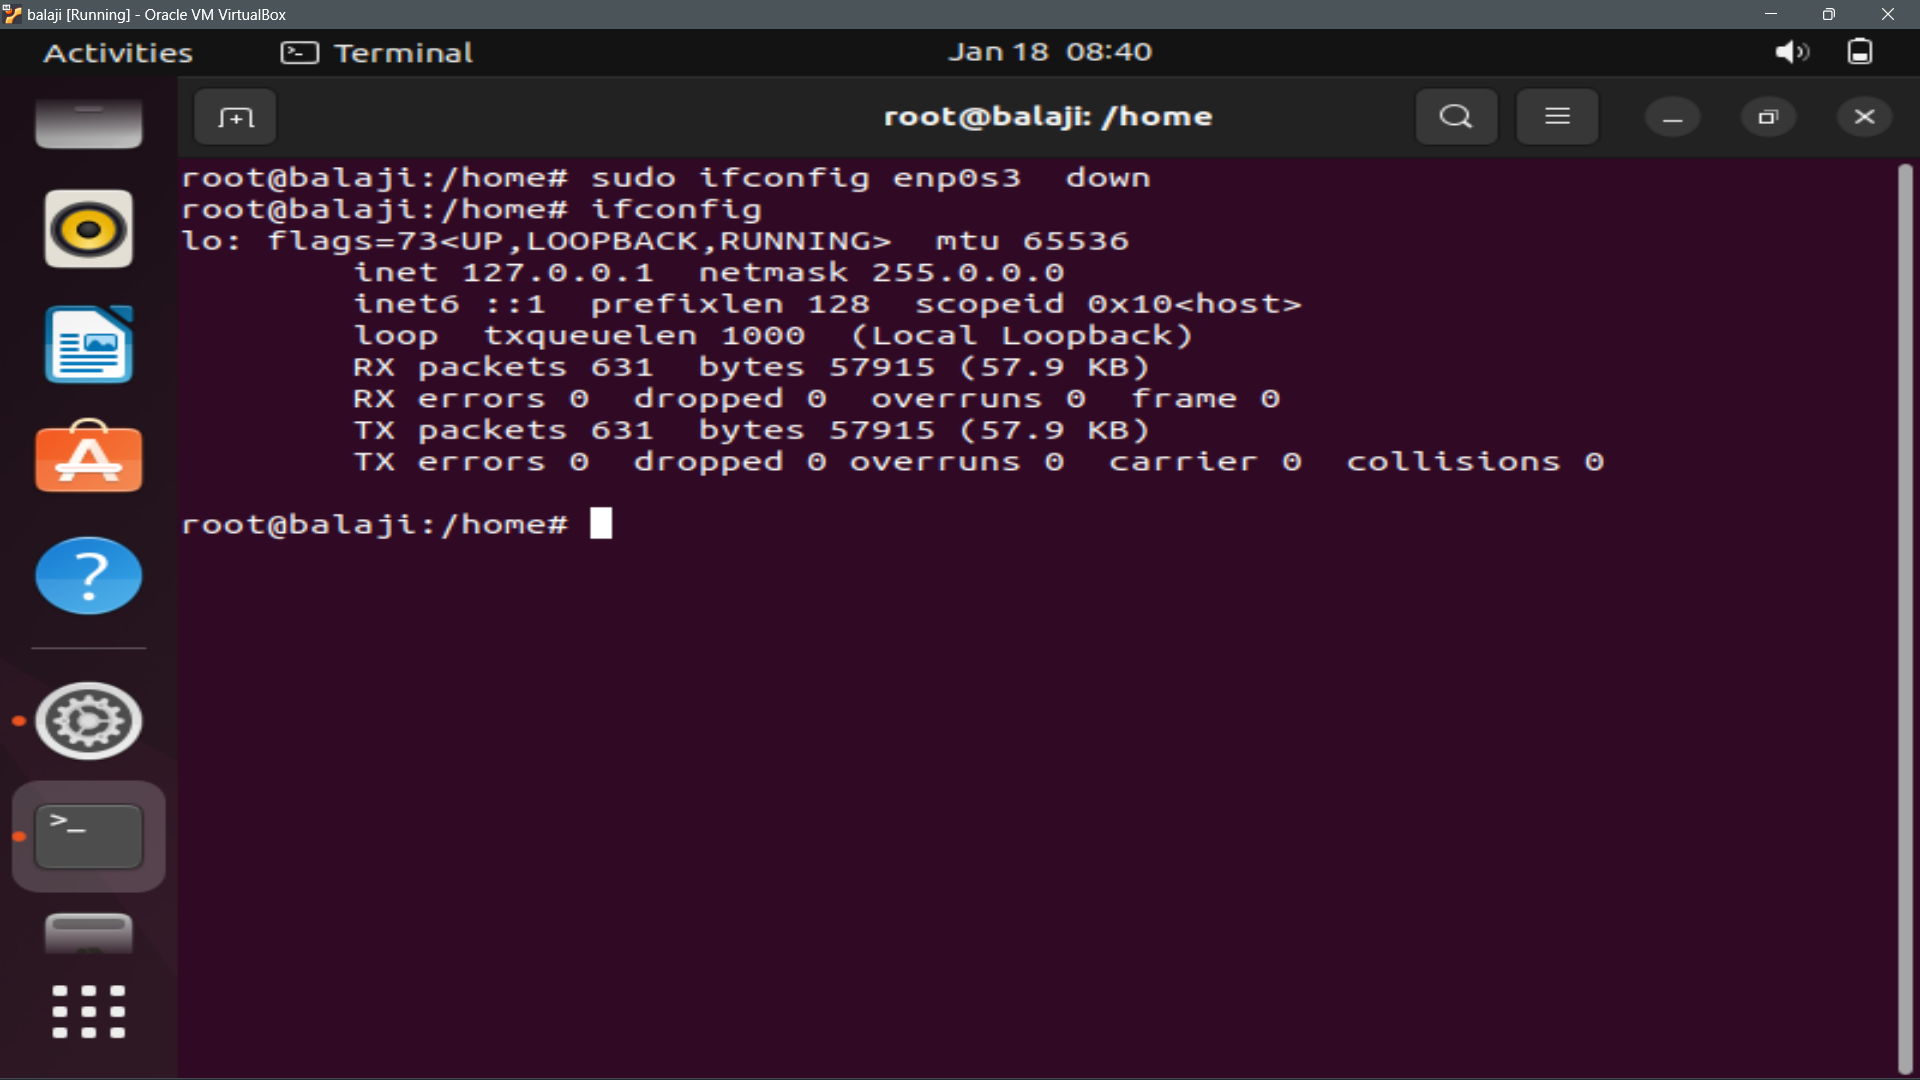 balaji [Running] - Oracle VM VirtualBox
Activities Terminal Jan 18 08:40
root@balaji: /home
root@balaji:/home# sudo ifconfig enp0s3  down
root@balaji:/home# ifconfig
lo: flags=73<UP,LOOPBACK,RUNNING>  mtu 65536
        inet 127.0.0.1  netmask 255.0.0.0
        inet6 ::1  prefixlen 128  scopeid 0x10<host>
        loop  txqueuelen 1000  (Local Loopback)
        RX packets 631  bytes 57915 (57.9 KB)
        RX errors 0  dropped 0  overruns 0  frame 0
        TX packets 631  bytes 57915 (57.9 KB)
        TX errors 0  dropped 0 overruns 0  carrier 0  collisions 0
root@balaji:/home#